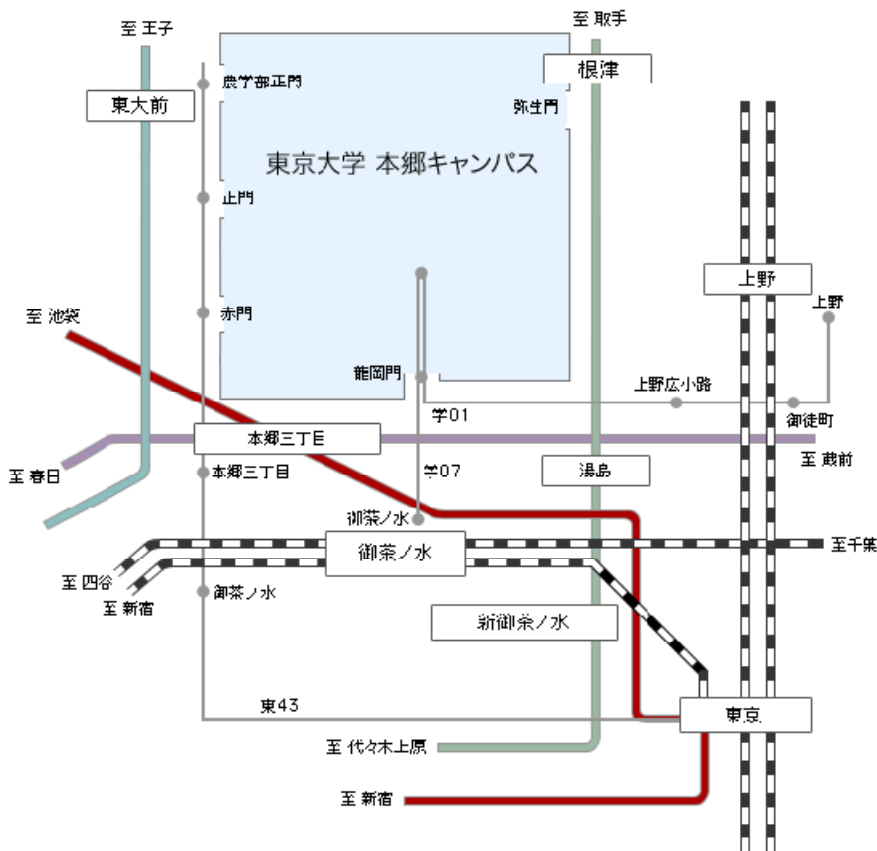 至 取手
至 王子
根津
農学部正門
東大前
弥生門
東京大学 本郷キャンパス
正門
上野
上野
至 池袋
赤門
龍岡門
上野広小路
学01
御徒町
本郷三丁目
至 蔵前
至 春日
本郷三丁目
学07
湯島
御茶ノ水
御茶ノ水
至千葉
至 四谷
至 新宿
御茶ノ水
新御茶ノ水
東43
東京
至 代々木上原
至 新宿